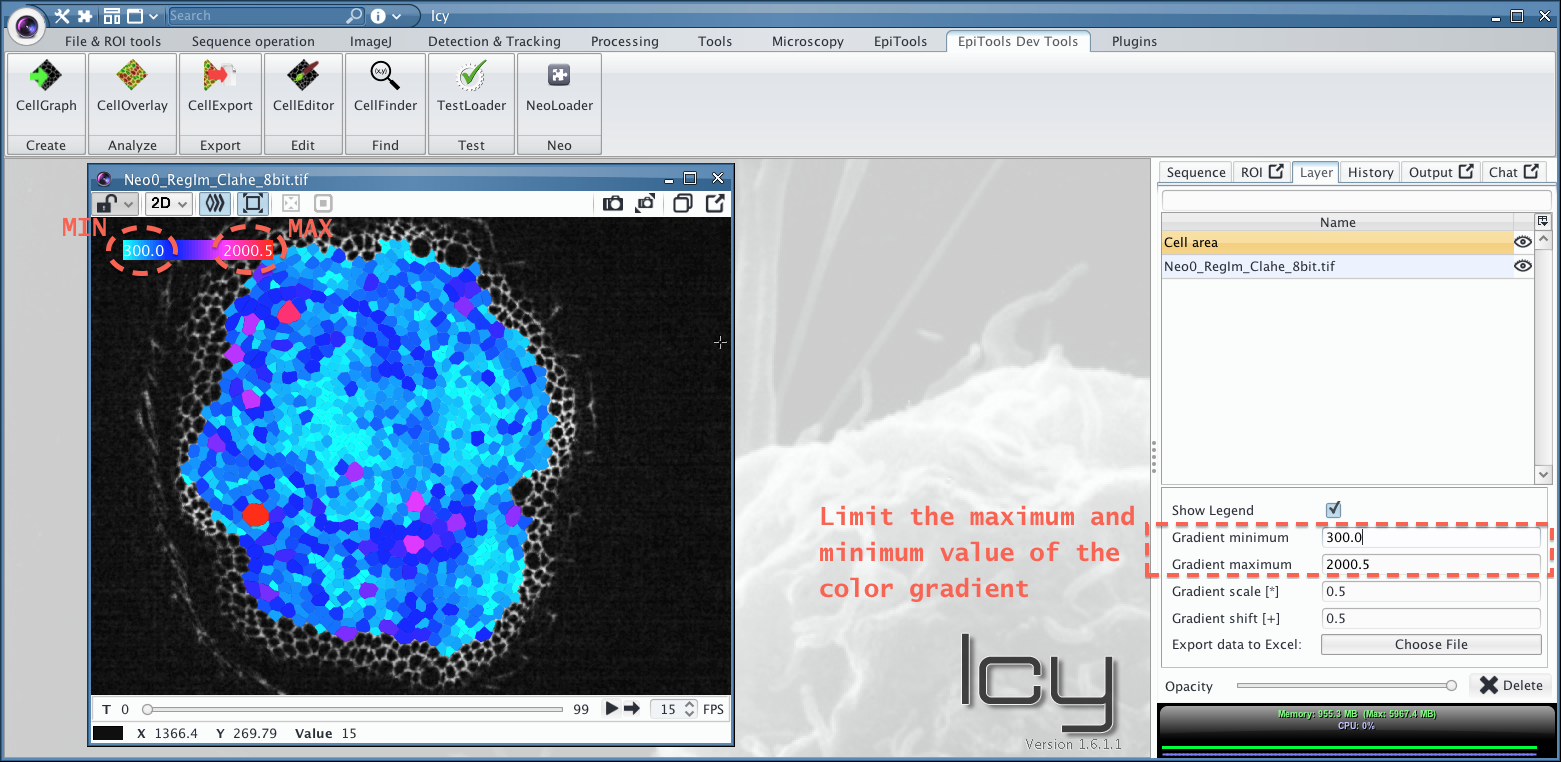 Search
Icy
File & ROI tools
Sequence operation
ImageJ
Detection & Tracking
Processing
Tools
Microscopy
EpiTools
EpiTools Dev Tools
Plugins
CellGraph
CellOverlay
CellExport
CellEditor
(x,y)
CellFinder
TestLoader
NeoLoader
Create
Analyze
Export
Edit
Find
Test
Neo
Neo0_RegIm_Clahe_8bit.tif
2D
MIN
MAX
300.0
2000.5
T 0
99
15
FPS
X 1366.4 Y 269.79 Value 15
Limit the maximum and
minimum value of the
color gradient
Icy
Version 1.6.1.1
Sequence
ROI
Layer
History
Output
Chat
Name
Cell area
Neo0_RegIm_Clahe_8bit.tif
Show Legend
Gradient minimum 300.0
Gradient maximum 2000.5
Gradient scale [*] 0.5
Gradient shift [+] 0.5
Export data to Excel: Choose File
Opacity
Delete
Memory: 955.3 MB (Max: 5967.4 MB)
CPU: 0%